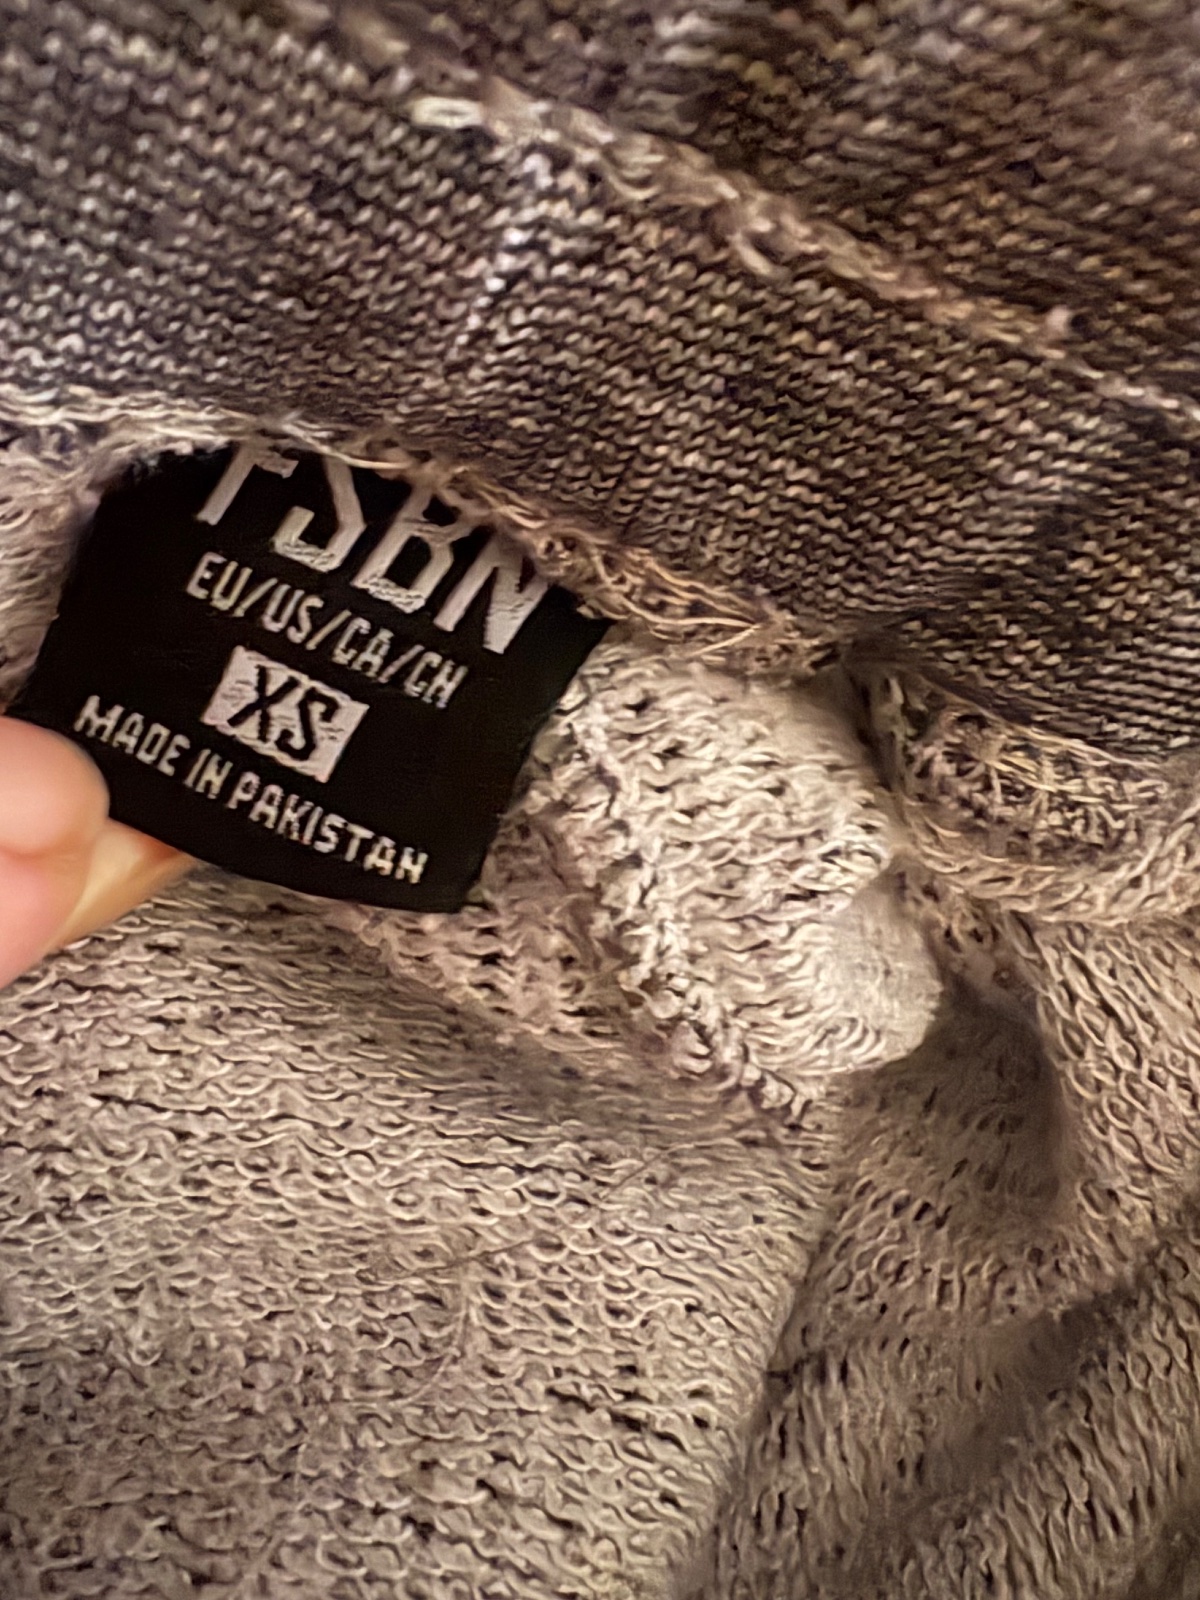 FSBN
EU/US/CA/CH
XS
MADE IN PAKISTAN